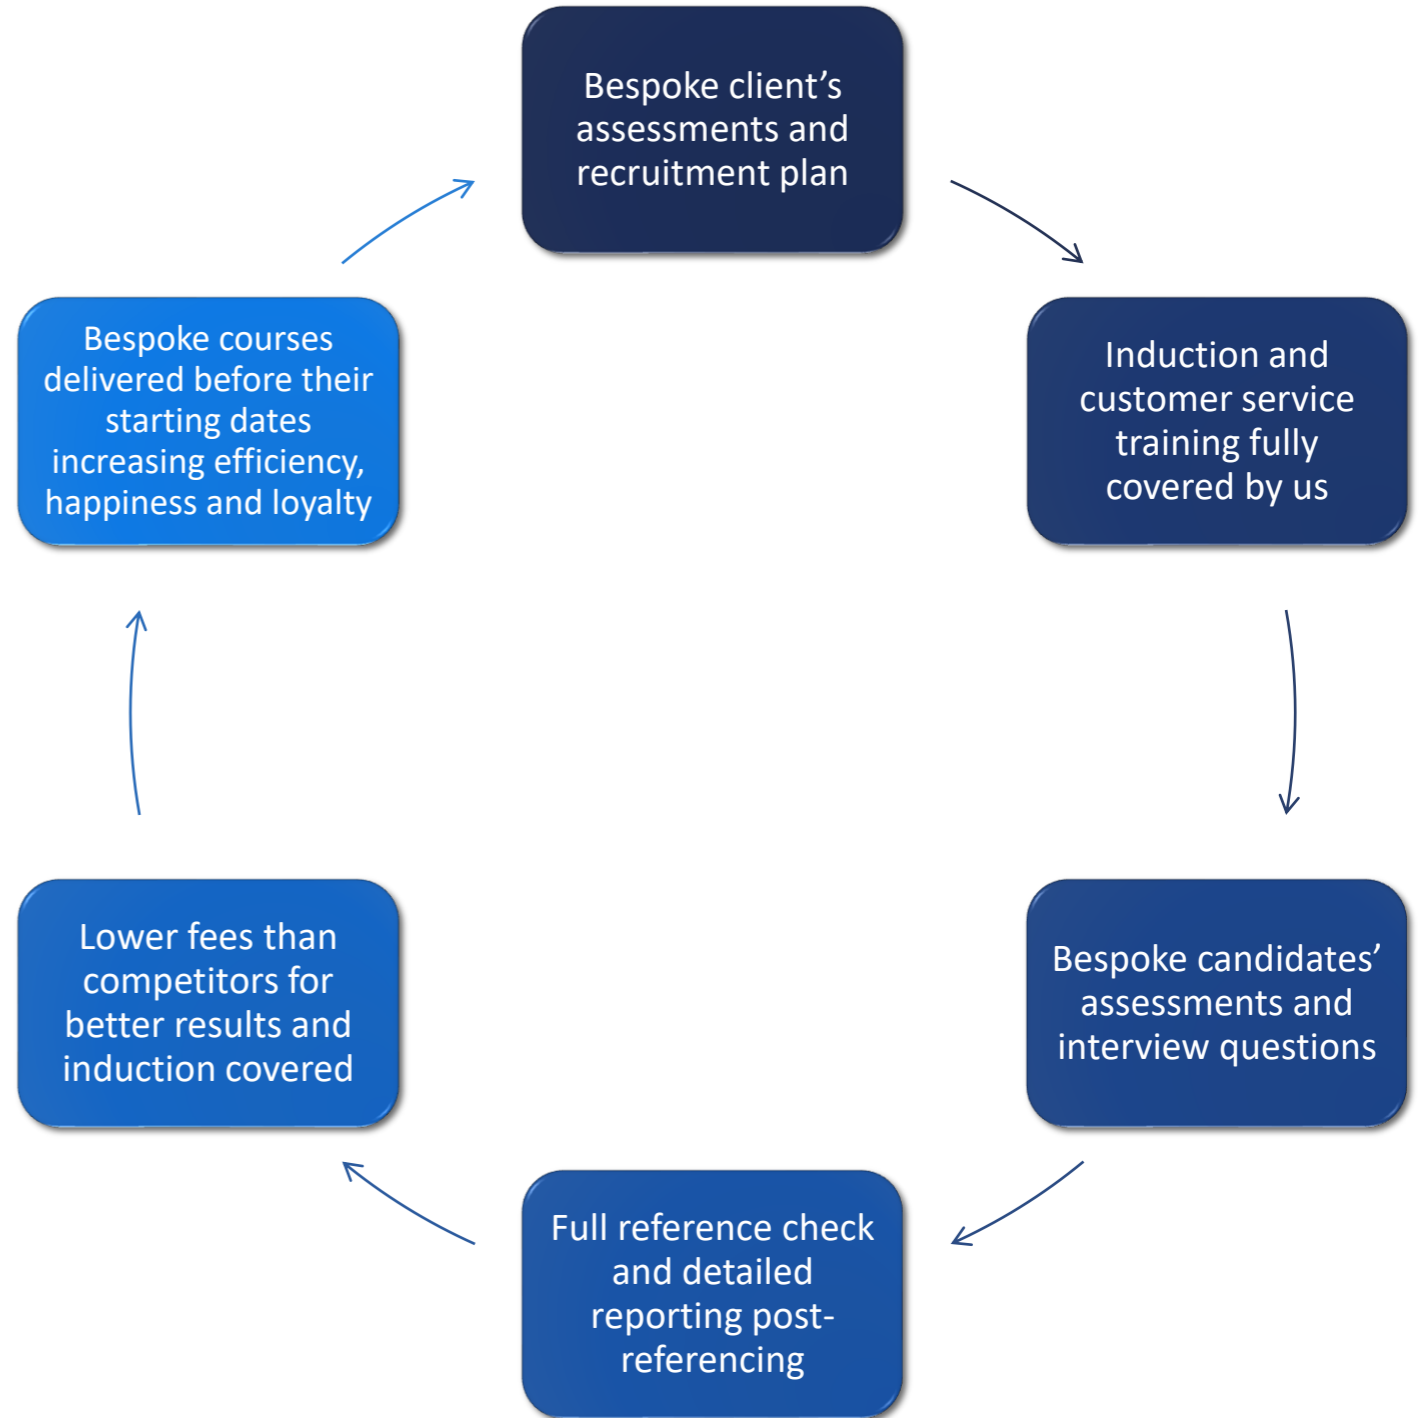 Bespoke client’s
assessments and
recruitment plan
Induction and
customer service
training fully
covered by us
Bespoke candidates’
assessments and
interview questions
Full reference check
and detailed
reporting post-
referencing
Lower fees than
competitors for
better results and
induction covered
Bespoke courses
delivered before their
starting dates
increasing efficiency,
happiness and loyalty